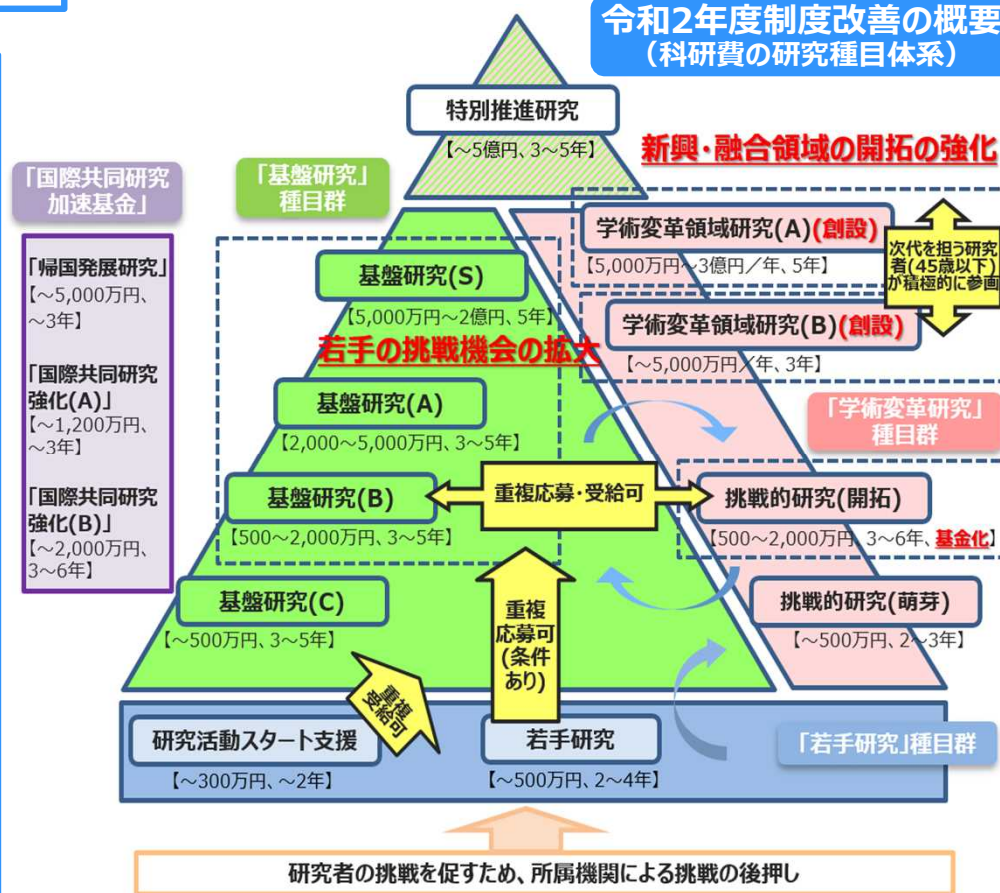 令和2年度制度改善の概要
(科研費の研究種目体系)
特別推進研究
【~5億円、3~5年】
新興・融合領域の開拓の強化
「国際共同研究
加速基金」
「帰国発展研究」
【~5,000万円、
~3年】
「国際共同研究
強化(A)」
【~1,200万円、
~3年】
「国際共同研究
強化(B)」
【~2,000万円、
3~6年】
「基盤研究」
種目群
基盤研究(S)
【5,000万円~2億円、5年】
若手の挑戦機会の拡大
基盤研究(A)
【2,000~5,000万円、3~5年】
基盤研究(B)
【500~2,000万円、3~5年】
基盤研究(C)
【~500万円、3~5年】
学術変革領域研究(A)(創設)
【5,000万円~3億円/年、5年】
学術変革領域研究(B)(創設)
【~5,000万円/年、3年】
次代を担う研究
者(45歳以下)
が積極的に参画
「学術変革研究」
種目群
重複応募・受給可
挑戦的研究(開拓)
【500~2,000万円、3~6年、基金化】
挑戦的研究(萌芽)
【~500万円、2~3年】
重複
受給可
重複
応募可
(条件
あり)
研究活動スタート支援
【~300万円、~2年】
若手研究
【~500万円、2~4年】
「若手研究」種目群
研究者の挑戦を促すため、所属機関による挑戦の後押し